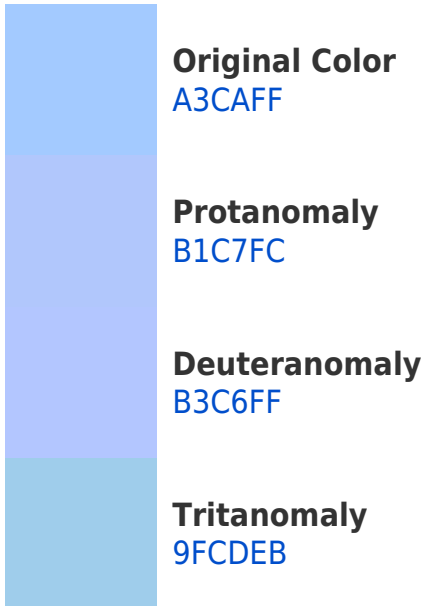 Original Color
A3CAFF
Protanomaly
B1C7FC
Deuteranomaly
B3C6FF
Tritanomaly
9FCDEB